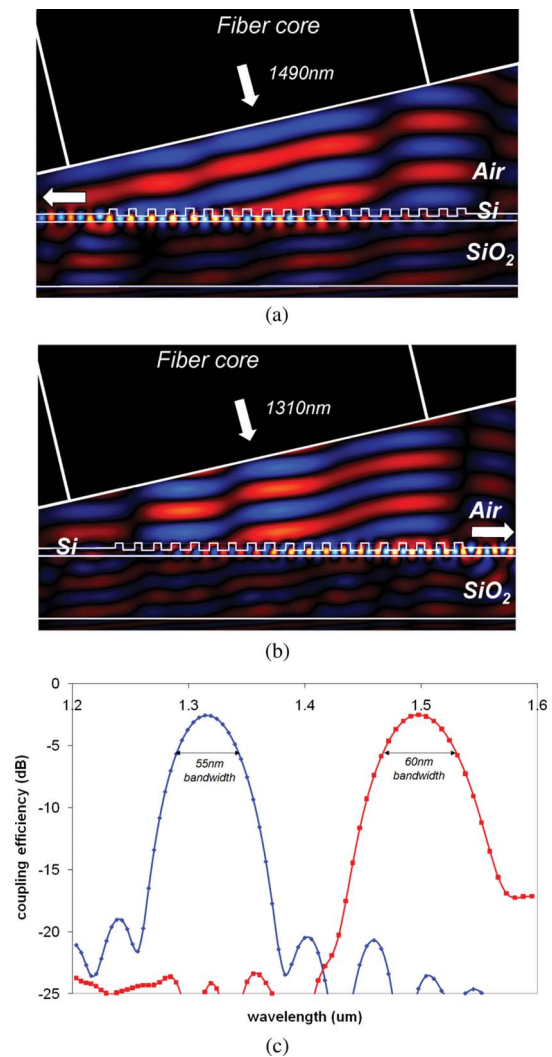 Fiber core
1490nm
Air
Si
SiO2
(a)
Fiber core
1310nm
Air
Si
SiO2
(b)
0
1.2 1.3 1.4 1.5 1.6
-5
55nm
bandwidth
60nm
bandwidth
-10
-15
-20
-25
coupling efficiency (dB)
wavelength (um)
(c)